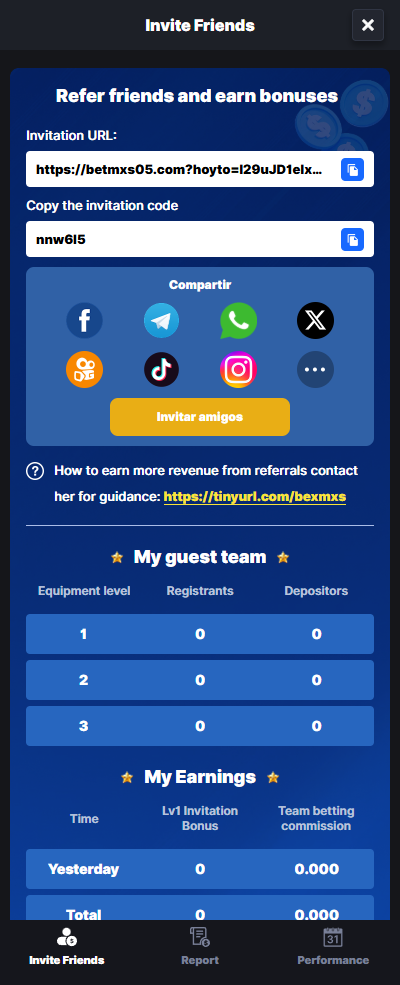 Invite Friends
Refer friends and earn bonuses
Invitation URL:
https://betmxs05.com?hoyto=l29uJD1elx...
Copy the invitation code
nnw6l5
Compartir
Invitar amigos
How to earn more revenue from referrals contact
her for guidance: https://tinyurl.com/bexmxs
My guest team
Equipment level Registrants Depositors
1 0 0
2 0 0
3 0 0
My Earnings
Time Lv1 Invitation Bonus Team betting commission
Yesterday 0 0.000
Total 0 0.000
31
Invite Friends Report Performance